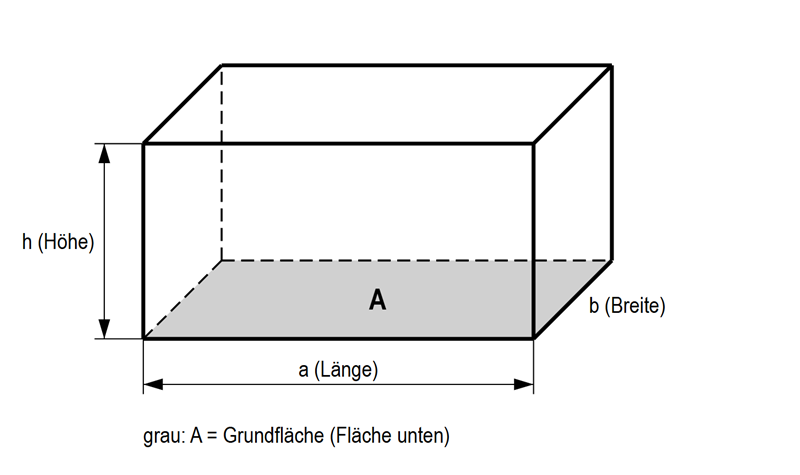 h (Höhe)
A
b (Breite)
a (Länge)
grau: A = Grundfläche (Fläche unten)